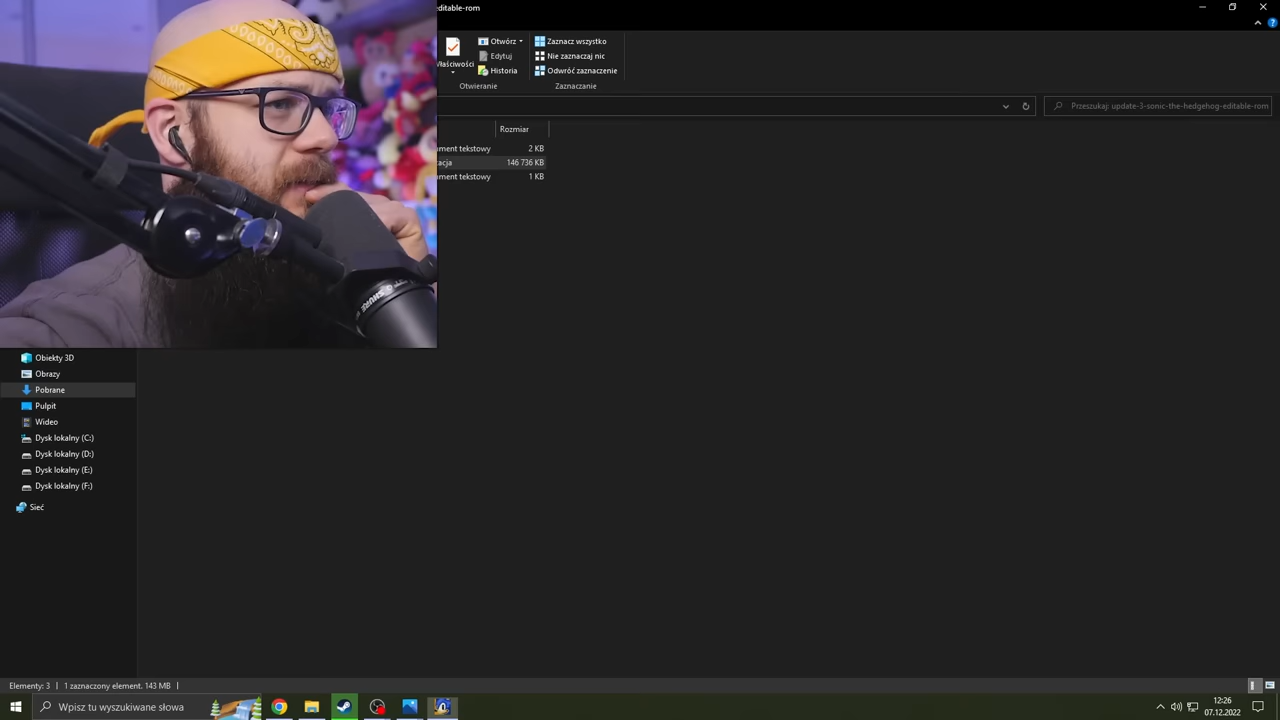 editable-rom
Otwórz
Zaznacz wszystko
Edytuj
Nie zaznaczaj nic
Właściwości
Historia
Odwróć zaznaczenie
Otwieranie
Zaznaczanie
Przeszukaj: update-3-sonic-the-hedgehog-editable-rom
Rozmiar
ument tekstowy 2 KB
acja 146 736 KB
ument tekstowy 1 KB
SHURE
Obiekty 3D
Obrazy
Pobrane
Pulpit
Wideo
Dysk lokalny (C:)
Dysk lokalny (D:)
Dysk lokalny (E:)
Dysk lokalny (F:)
Sieć
Elementy: 3 1 zaznaczony element. 143 MB
Wpisz tu wyszukiwane słowa
12:26
07.12.2022